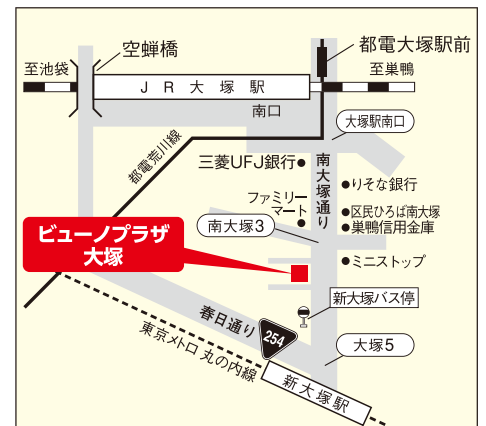 都電大塚駅前
空蝉橋
至池袋
至巣鴨
JR大塚駅
南口
大塚駅南口
都電荒川線
三菱UFJ銀行
南大塚通り
りそな銀行
ファミリー
マート
区民ひろば南大塚
南大塚3
巣鴨信用金庫
ビューノプラザ
大塚
ミニストップ
新大塚バス停
春日通り
254
東京メトロ 丸の内線
大塚5
新大塚駅